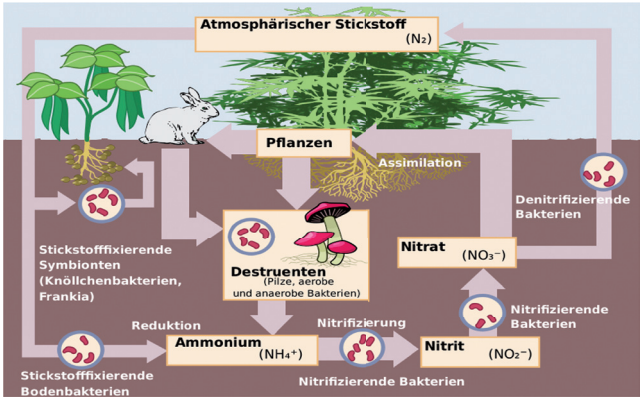 Atmosphärischer Stickstoff
(N₂)
Pflanzen
Assimilation
Denitrifizierende
Bakterien
Stickstofffixierende
Symbionten
(Knöllchenbakterien,
Frankia)
Destruenten
(Pilze, aerobe
und anaerobe Bakterien)
Nitrat
(NO₃⁻)
Nitrifizierende
Bakterien
Reduktion
Ammonium
(NH₄⁺)
Nitrifizierung
Nitrit
(NO₂⁻)
Stickstofffixierende
Bodenbakterien
Nitrifizierende Bakterien